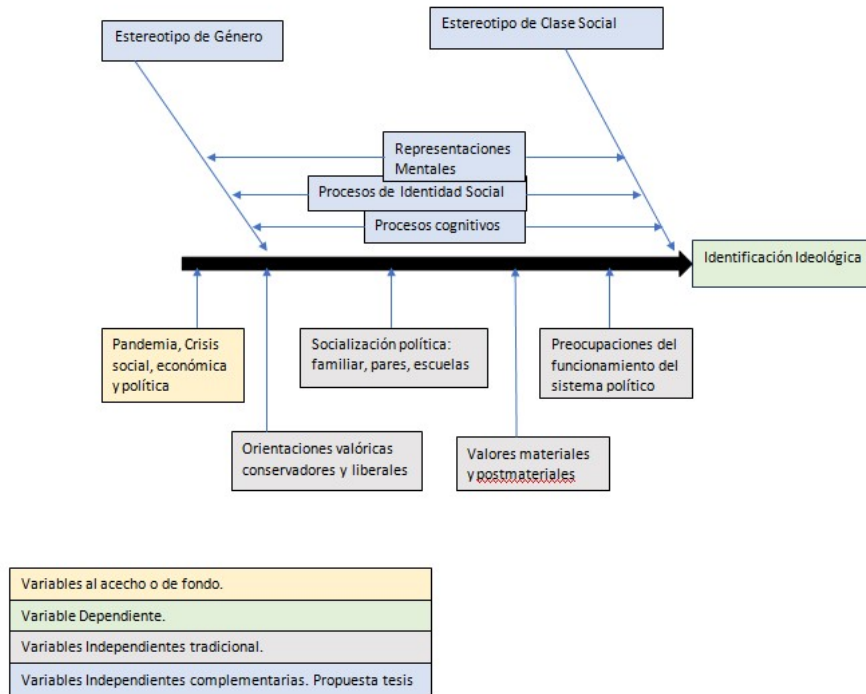 Estereotipo de Género
Estereotipo de Clase Social
Representaciones
Mentales
Procesos de Identidad Social
Procesos cognitivos
Identificación Ideológica
Pandemia, Crisis
social, económica
y política
Socialización política:
familiar, pares, escuelas
Preocupaciones del
funcionamiento del
sistema político
Orientaciones valóricas
conservadores y liberales
Valores materiales
y postmateriales
Variables al acecho o de fondo.
Variable Dependiente.
Variables Independientes tradicional.
Variables Independientes complementarias. Propuesta tesis